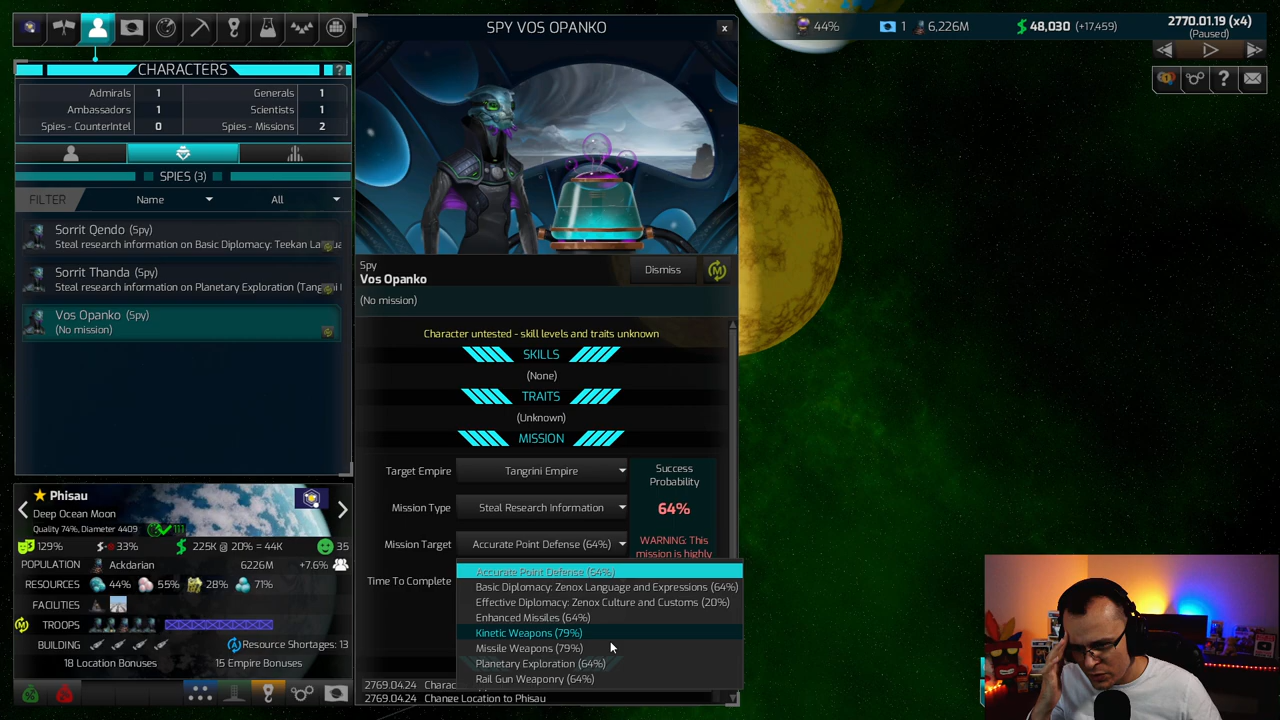 CHARACTERS
?
Admirals 1 Generals 1
Ambassadors 1 Scientists 1
Spies - CounterIntel 0 Spies - Missions 2
SPIES (3)
FILTER Name All
Sorrit Qendo (Spy)
Steal research information on Basic Diplomacy: Teekan
Sorrit Thanda (Spy)
Steal research information on Planetary Exploration
Vos Opanko (Spy)
(No mission)
Phisau
Deep Ocean Moon
Quality 74%, Diameter 4409 111
129% 33% 225K @ 20% = 44K 35
POPULATION Ackdarian 6226M +7.6%
RESOURCES 44% 55% 28% 71%
FACILITIES
TROOPS
BUILDING Resource Shortages: 13
18 Location Bonuses 15 Empire Bonuses
SPY VOS OPANKO
x
Spy
Vos Opanko
Dismiss
M
(No mission)
Character untested - skill levels and traits unknown
SKILLS
(None)
TRAITS
(Unknown)
MISSION
Target Empire Tangrini Empire
Mission Type Steal Research Information
Mission Target Accurate Point Defense (64%)
Time To Complete
Success
Probability
64%
WARNING: This
mission is highly
Accurate Point Defense (64%)
Basic Diplomacy: Zenox Language and Expressions (64%)
Effective Diplomacy: Zenox Culture and Customs (20%)
Enhanced Missiles (64%)
Kinetic Weapons (79%)
Missile Weapons (79%)
Planetary Exploration (64%)
Rail Gun Weaponry (64%)
2769.04.24
2769.04.24 Change Location to Phisau
44% 1 6,226M $ 48,030 (+17,459)
2770.01.19 (x4)
(Paused)
?